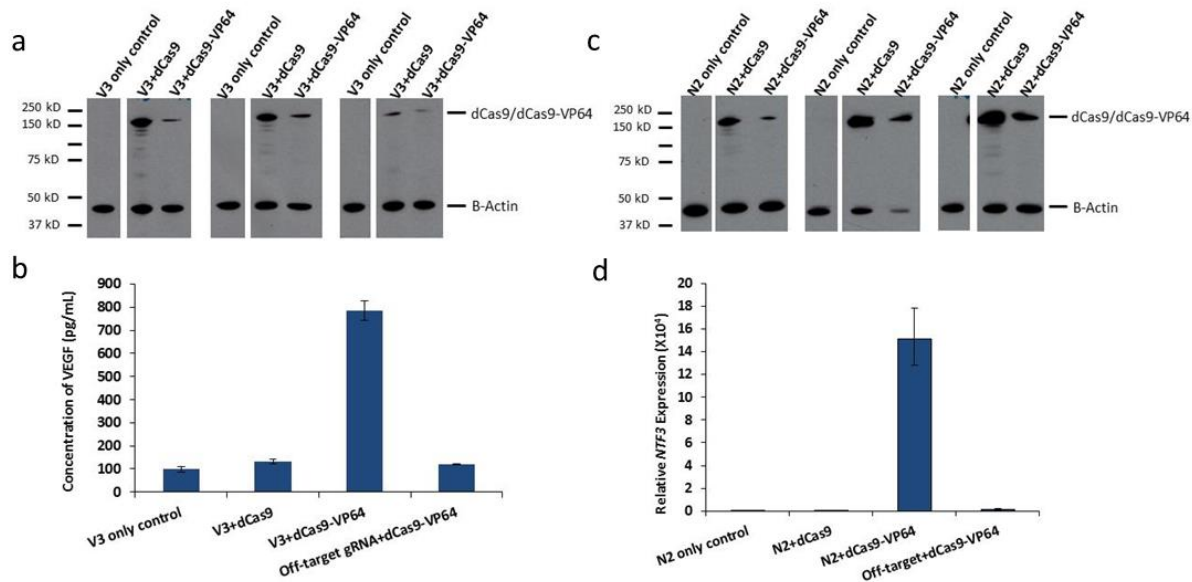 a
V3 only control
V3+dCas9
V3+dCas9-VP64
V3 only control
V3+dCas9
V3+dCas9-VP64
V3 only control
V3+dCas9
V3+dCas9-VP64
250 kD
150 kD
75 kD
50 kD
37 kD
dCas9/dCas9-VP64
B-Actin
c
N2 only control
N2+dCas9
N2+dCas9-VP64
N2 only control
N2+dCas9
N2+dCas9-VP64
N2 only control
N2+dCas9
N2+dCas9-VP64
250 kD
150 kD
75 kD
50 kD
37 kD
dCas9/dCas9-VP64
B-Actin
b
Concentration of VEGF (pg/mL)
900
800
700
600
500
400
300
200
100
0
V3 only control
V3+dCas9
V3+dCas9-VP64
Off-target gRNA+dCas9-VP64
d
Relative NTF3 Expression (X10⁴)
20
18
16
14
12
10
8
6
4
2
0
N2 only control
N2+dCas9
N2+dCas9-VP64
Off-target+dCas9-VP64